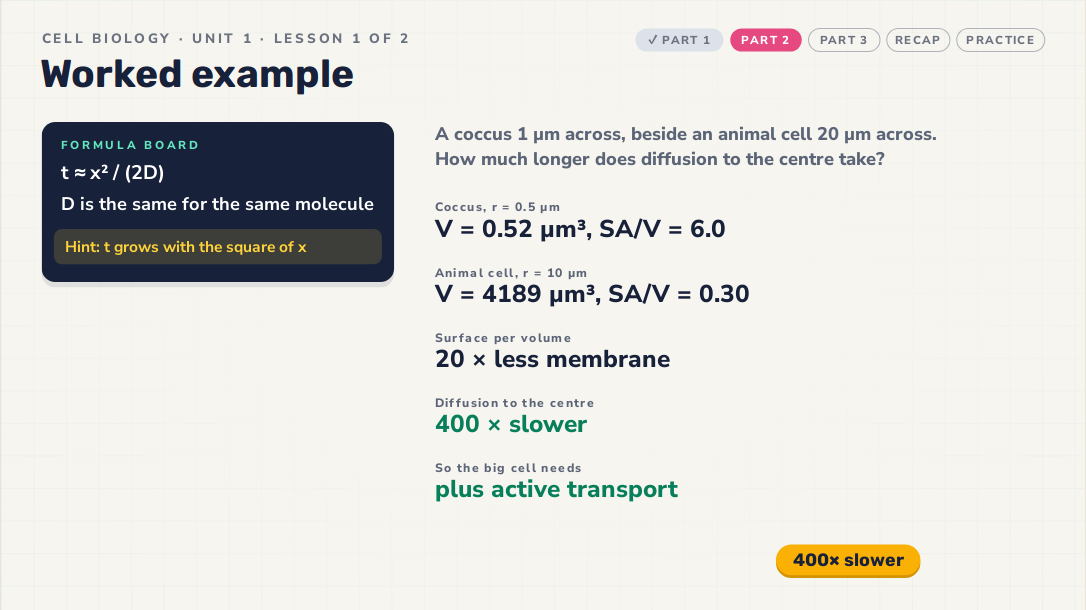 CELL BIOLOGY · UNIT 1 · LESSON 1 OF 2
✓ PART 1
PART 2
PART 3
RECAP
PRACTICE
Worked example
FORMULA BOARD
t ≈ x² / (2D)
D is the same for the same molecule
Hint: t grows with the square of x
A coccus 1 µm across, beside an animal cell 20 µm across.
How much longer does diffusion to the centre take?
Coccus, r = 0.5 µm
V = 0.52 µm³, SA/V = 6.0
Animal cell, r = 10 µm
V = 4189 µm³, SA/V = 0.30
Surface per volume
20 × less membrane
Diffusion to the centre
400 × slower
So the big cell needs
plus active transport
400× slower